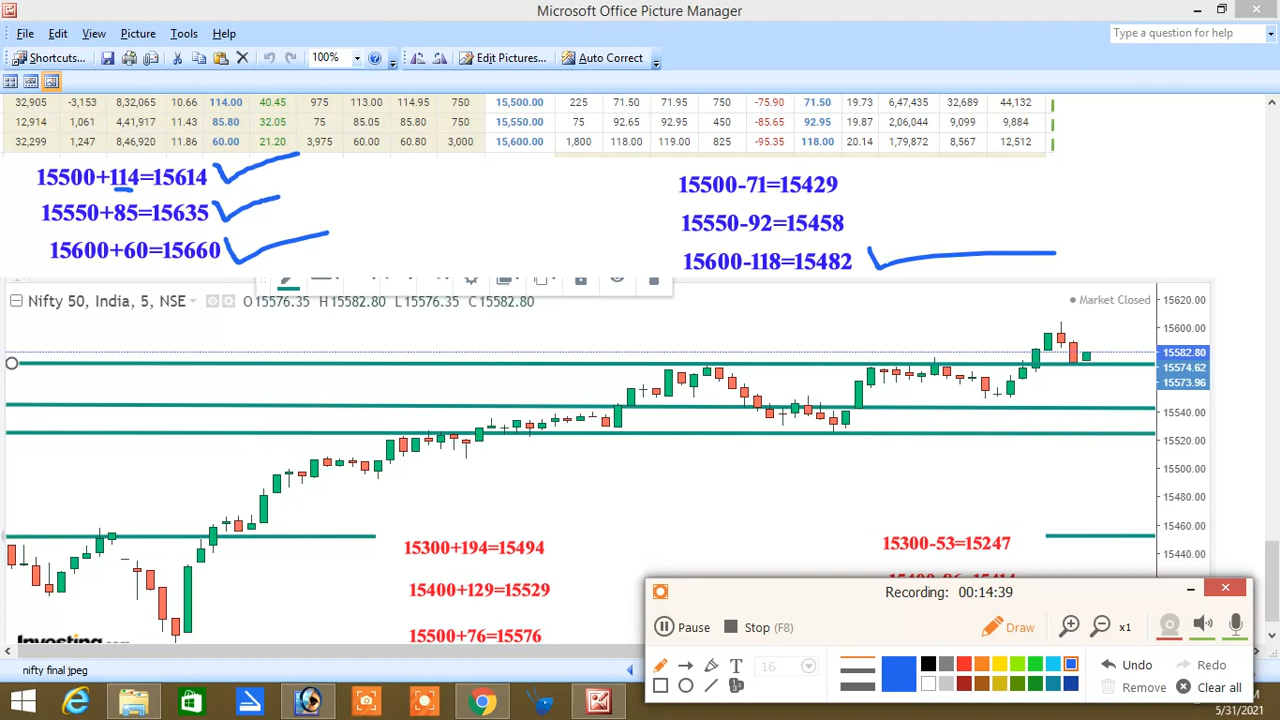 Microsoft Office Picture Manager
File Edit View Picture Tools Help
Type a question for help
Shortcuts... 100% Edit Pictures... Auto Correct
32,905 -3,153 8,32,065 10.66 114.00 40.45 975 113.00 114.95 750 15,500.00 225 71.50 71.95 750 -75.90 71.50 19.73 6,47,435 32,689 44,132
12,914 1,061 4,41,917 11.43 85.80 32.05 75 85.05 85.80 750 15,550.00 75 92.65 92.95 450 -85.65 92.95 19.87 2,06,044 9,099 9,884
32,299 1,247 8,46,920 11.86 60.00 21.20 3,975 60.00 60.80 3,000 15,600.00 1,800 118.00 119.00 825 -95.35 118.00 20.14 1,79,872 8,567 12,512
15500+114=15614
15500-71=15429
15550+85=15635
15550-92=15458
15600+60=15660
15600-118=15482
Nifty 50, India, 5, NSE O15576.35 H15582.80 L15576.35 C15582.80
Market Closed
15620.00
15600.00
15582.80
15574.62
15573.96
15540.00
15520.00
15500.00
15480.00
15460.00
15440.00
15300+194=15494
15300-53=15247
15400+129=15529
15500+76=15576
Investing
Recording: 00:14:39
Pause Stop (F8) Draw x1
16
Undo Redo
Remove Clear all
nifty final jpeg
5/31/2021